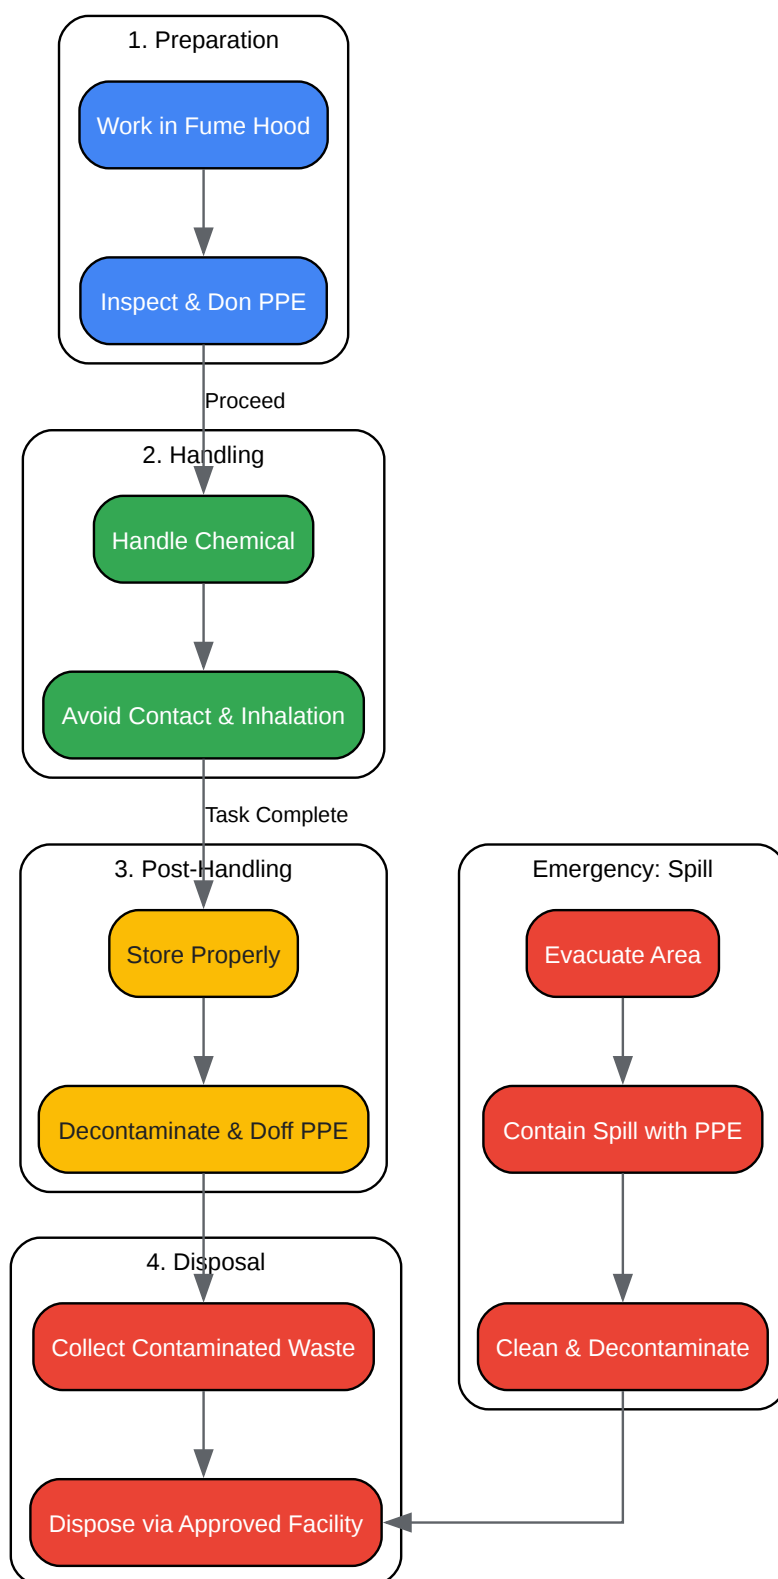 1. Preparation
Work in Fume Hood
Inspect & Don PPE
Proceed
2. Handling
Handle Chemical
Avoid Contact & Inhalation
Task Complete
3. Post-Handling
Store Properly
Decontaminate & Doff PPE
4. Disposal
Collect Contaminated Waste
Dispose via Approved Facility
Emergency: Spill
Evacuate Area
Contain Spill with PPE
Clean & Decontaminate